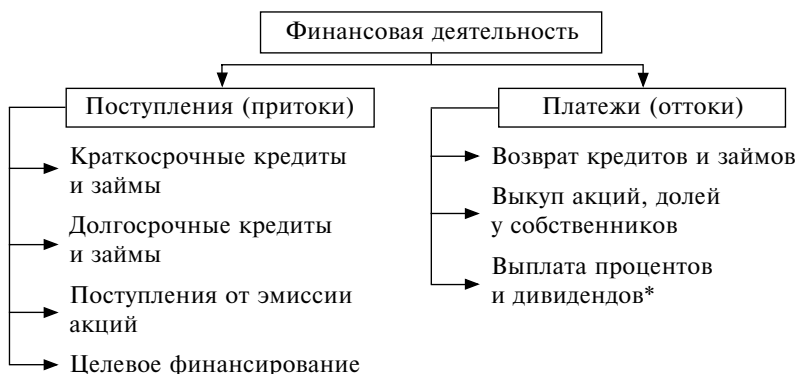 Финансовая деятельность
Поступления (притоки)
Краткосрочные кредиты
и займы
Долгосрочные кредиты
и займы
Поступления от эмиссии
акций
Целевое финансирование
Платежи (оттоки)
Возврат кредитов и займов
Выкуп акций, долей
у собственников
Выплата процентов
и дивидендов*